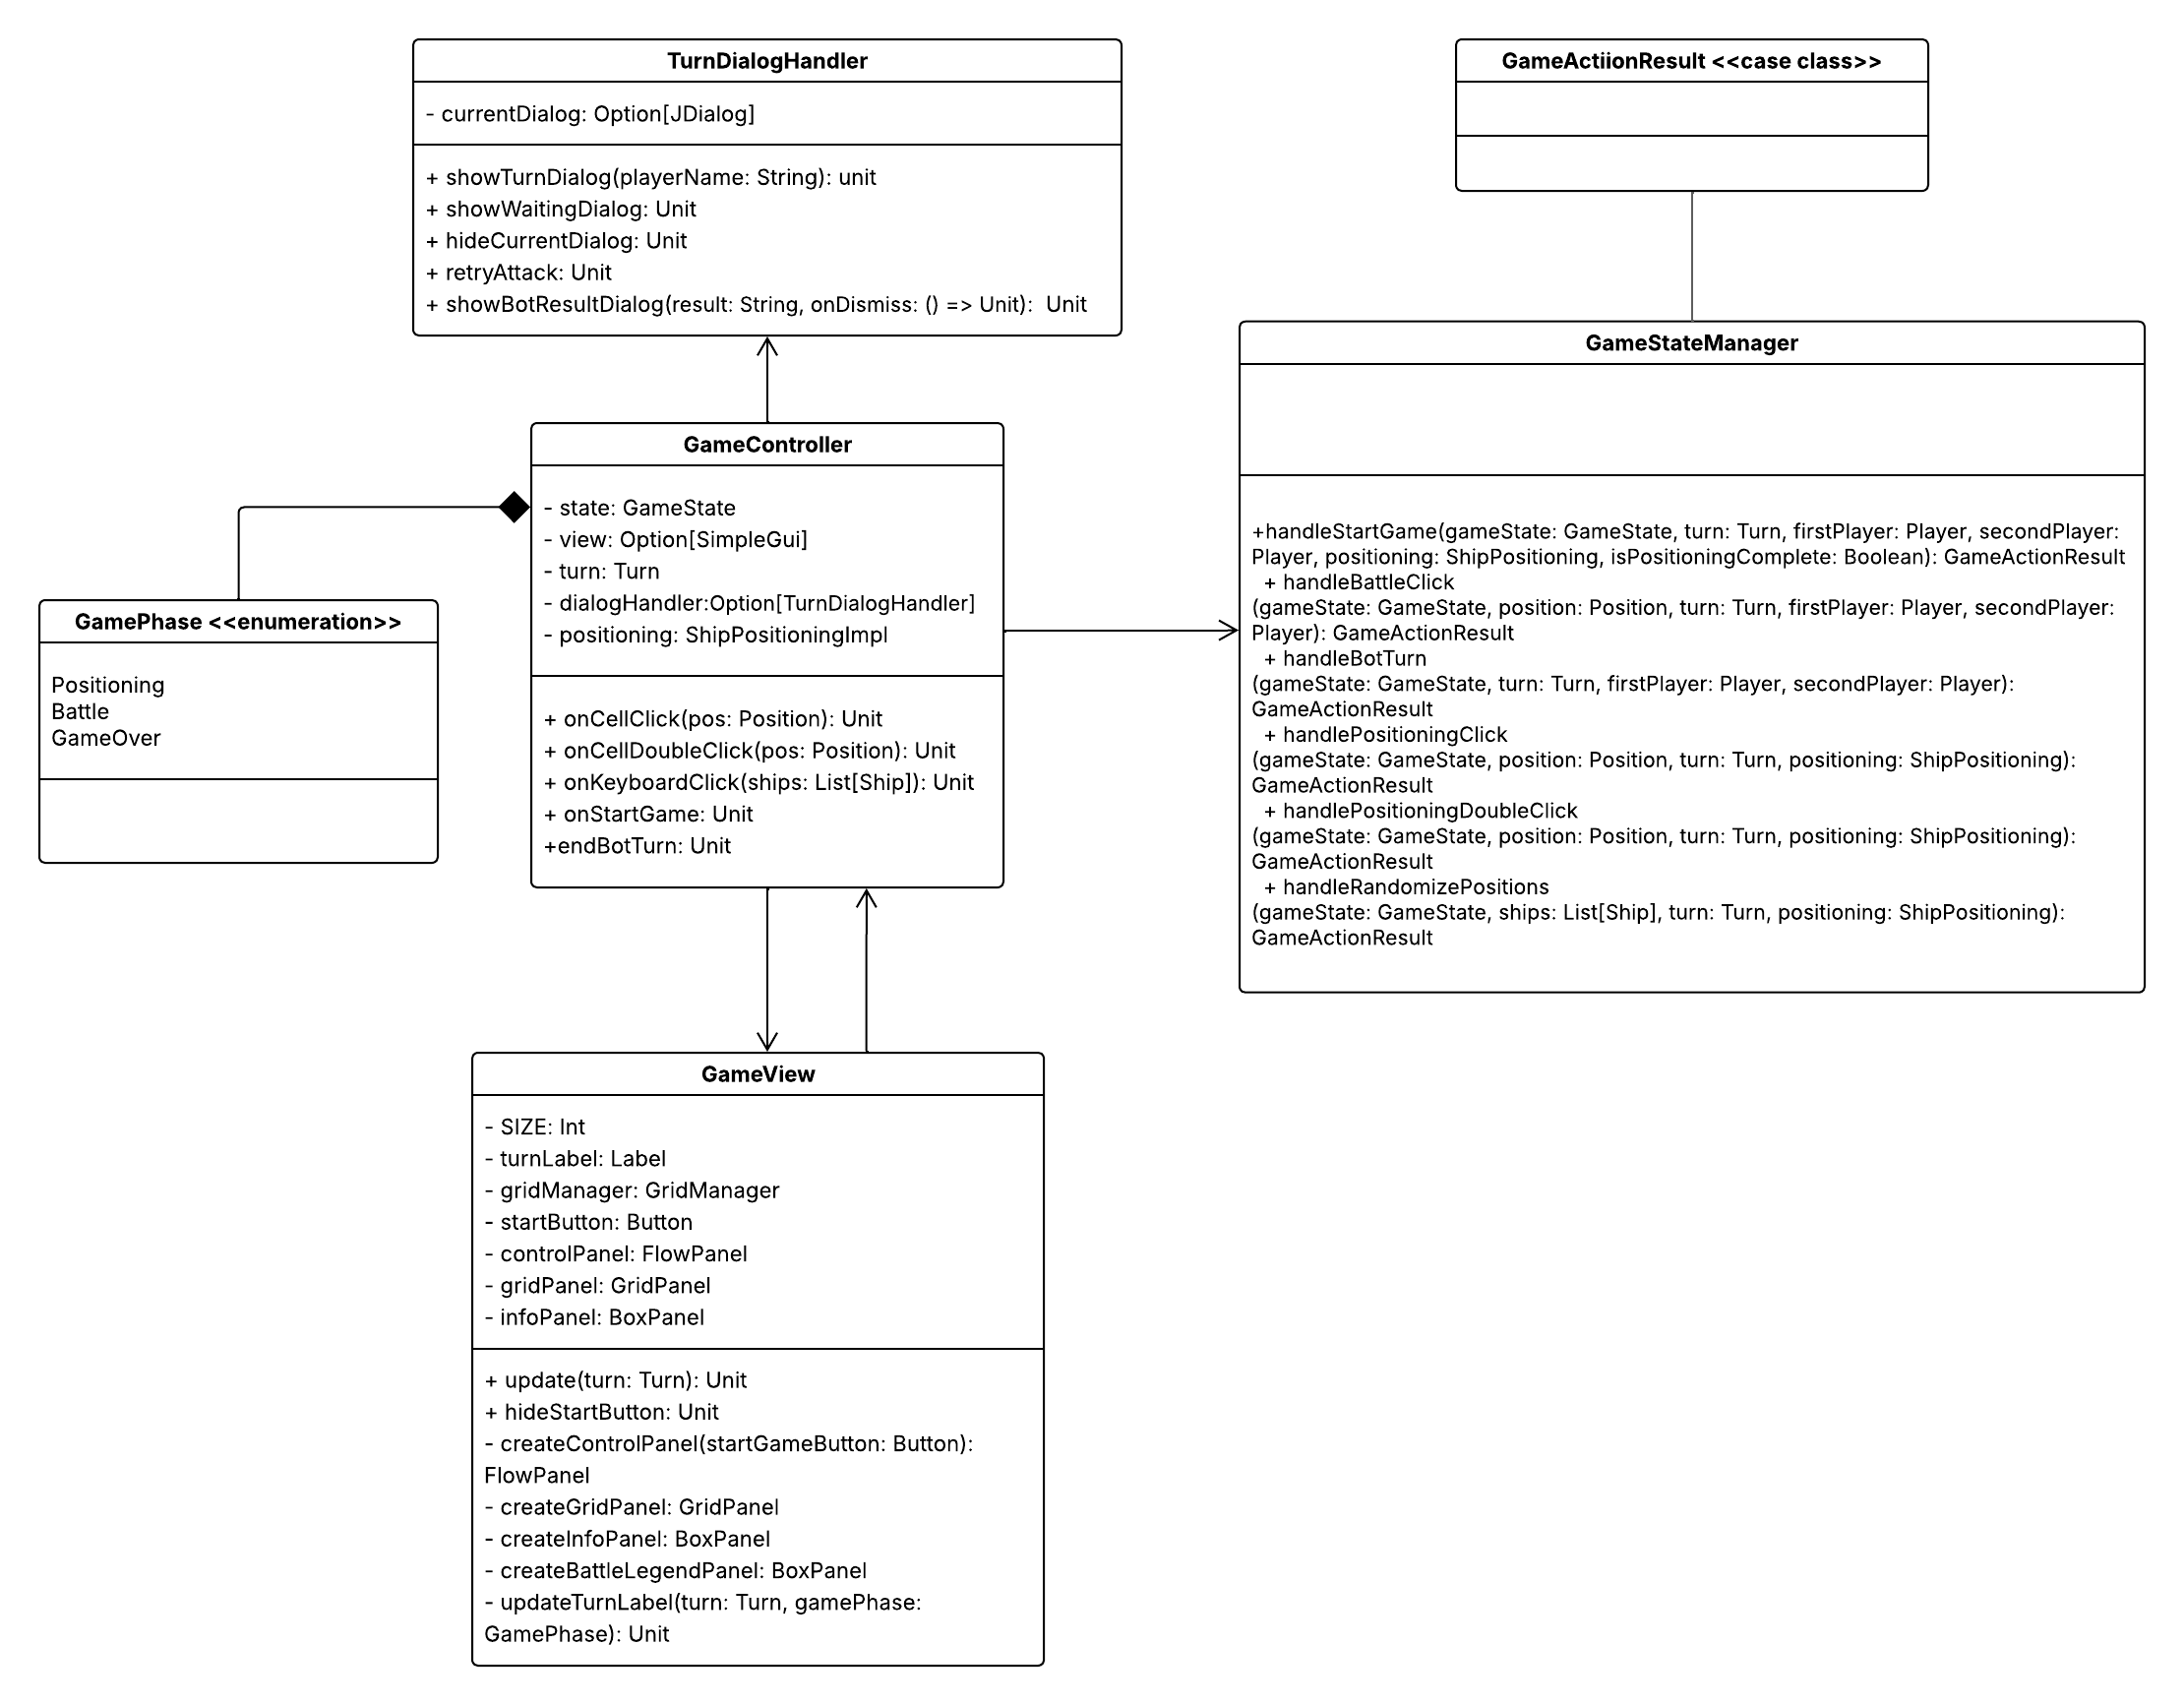 TurnDialogHandler
- currentDialog: Option[JDialog]
+ showTurnDialog(playerName: String): unit
+ showWaitingDialog: Unit
+ hideCurrentDialog: Unit
+ retryAttack: Unit
+ showBotResultDialog(result: String, onDismiss: () => Unit):  Unit
GameActiionResult <<case class>>
GameStateManager
+handleStartGame(gameState: GameState, turn: Turn, firstPlayer: Player, secondPlayer:
Player, positioning: ShipPositioning, isPositioningComplete: Boolean): GameActionResult
+ handleBattleClick
(gameState: GameState, position: Position, turn: Turn, firstPlayer: Player, secondPlayer:
Player): GameActionResult
+ handleBotTurn
(gameState: GameState, turn: Turn, firstPlayer: Player, secondPlayer: Player):
GameActionResult
+ handlePositioningClick
(gameState: GameState, position: Position, turn: Turn, positioning: ShipPositioning):
GameActionResult
+ handlePositioningDoubleClick
(gameState: GameState, position: Position, turn: Turn, positioning: ShipPositioning):
GameActionResult
+ handleRandomizePositions
(gameState: GameState, ships: List[Ship], turn: Turn, positioning: ShipPositioning):
GameActionResult
GameController
- state: GameState
- view: Option[SimpleGui]
- turn: Turn
- dialogHandler:Option[TurnDialogHandler]
- positioning: ShipPositioningImpl
+ onCellClick(pos: Position): Unit
+ onCellDoubleClick(pos: Position): Unit
+ onKeyboardClick(ships: List[Ship]): Unit
+ onStartGame: Unit
+endBotTurn: Unit
GamePhase <<enumeration>>
Positioning
Battle
GameOver
GameView
- SIZE: Int
- turnLabel: Label
- gridManager: GridManager
- startButton: Button
- controlPanel: FlowPanel
- gridPanel: GridPanel
- infoPanel: BoxPanel
+ update(turn: Turn): Unit
+ hideStartButton: Unit
- createControlPanel(startGameButton: Button):
FlowPanel
- createGridPanel: GridPanel
- createInfoPanel: BoxPanel
- createBattleLegendPanel: BoxPanel
- updateTurnLabel(turn: Turn, gamePhase:
GamePhase): Unit